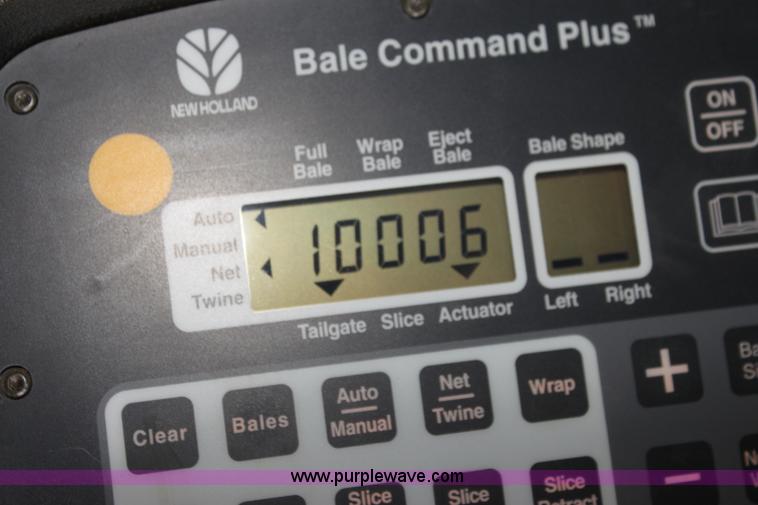 Bale Command Plus™
NEW HOLLAND
ON
OFF
Full Bale
Wrap Bale
Eject Bale
Bale Shape
Auto
Manual
Net
Twine
10006
Tailgate Slice Actuator
Left Right
Clear
Bales
Auto
Manual
Net
Twine
Wrap
+
www.purplewave.com
Slice
Slice
Slice